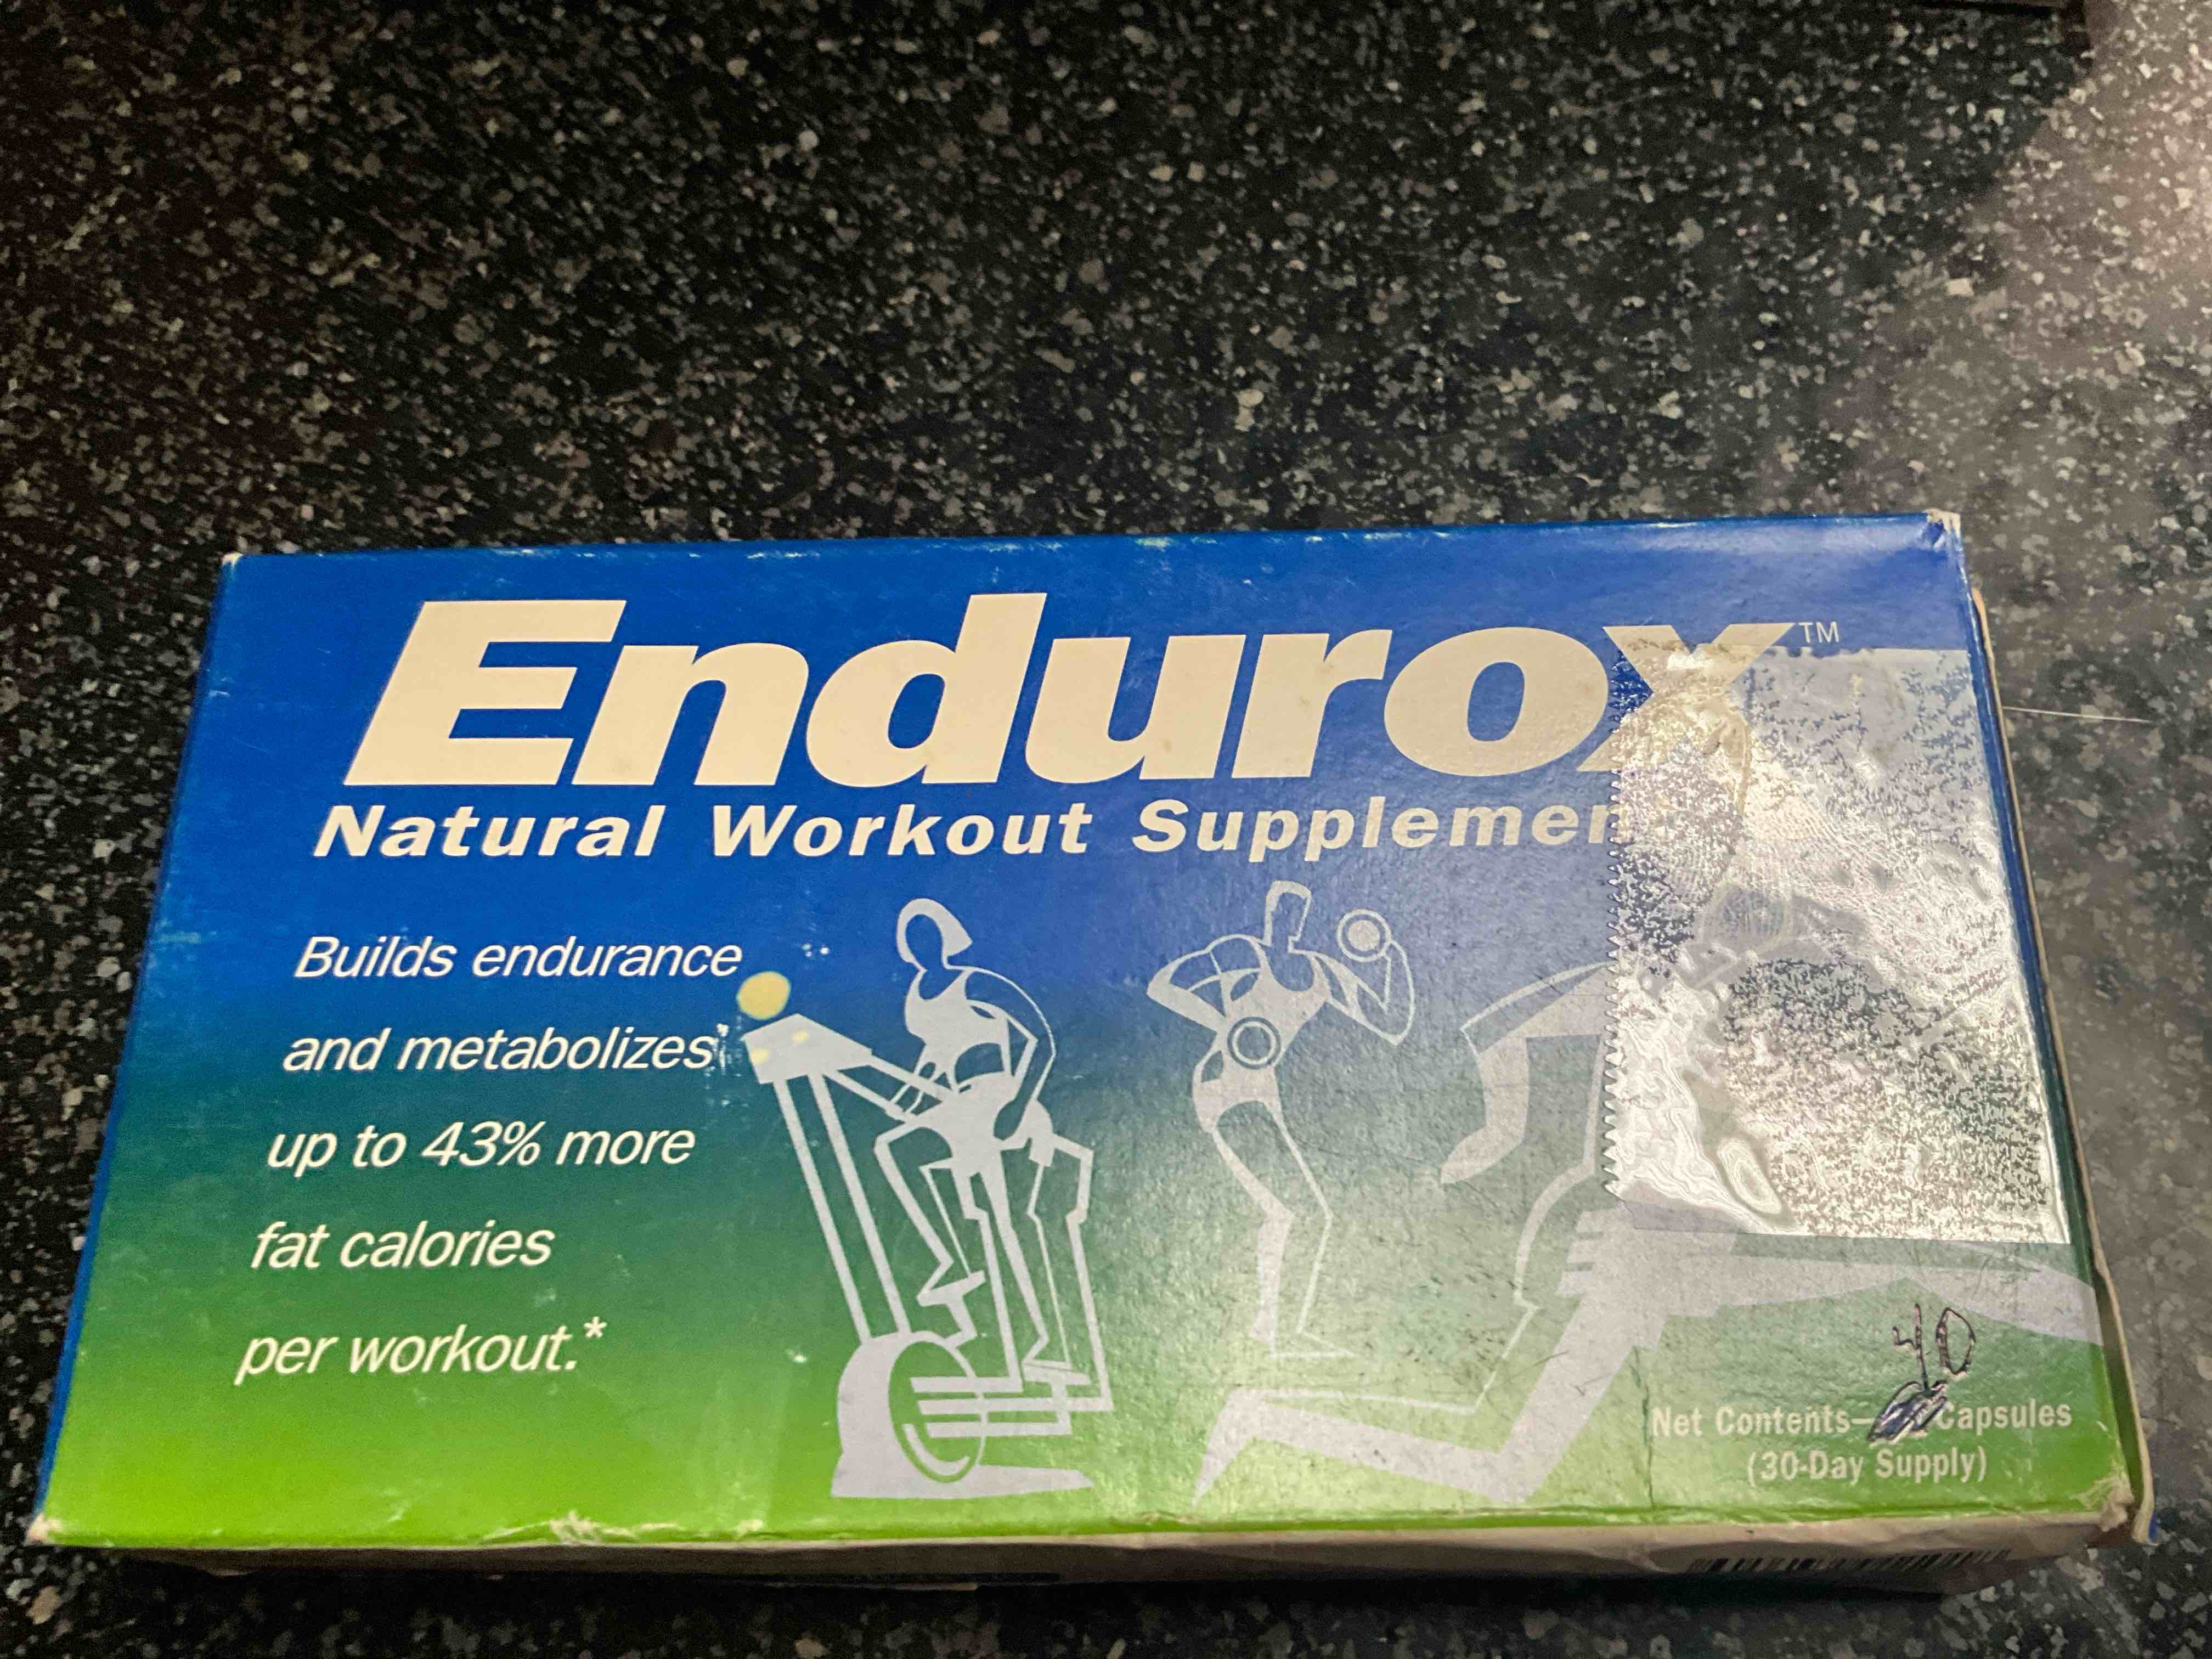 Endurox™
Natural Workout Supplemen
Builds endurance
and metabolizes
up to 43% more
fat calories
per workout.*
40
Net Contents— Capsules
(30-Day Supply)